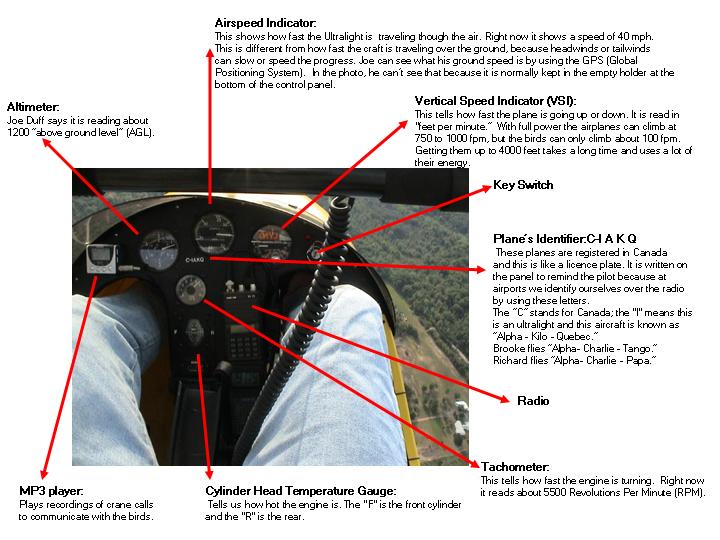 Airspeed Indicator:
This shows how fast the Ultralight is traveling though the air. Right now it shows a speed of 40 mph.
This is different from how fast the craft is traveling over the ground, because headwinds or tailwinds
can slow or speed the progress. Joe can see what his ground speed is by using the GPS (Global
Positioning System). In the photo, he can't see that because it is normally kept in the empty holder at the
bottom of the control panel.
Altimeter:
Joe Duff says it is reading about
1200 "above ground level" (AGL).
Vertical Speed Indicator (VSI):
This tells how fast the plane is going up or down. It is read in
"feet per minute." With full power the airplanes can climb at
750 to 1000 fpm, but the birds can only climb about 100 fpm.
Getting them up to 4000 feet takes a long time and uses a lot of
their energy.
Key Switch
Plane's Identifier:C-I A K Q
These planes are registered in Canada
and this is like a licence plate. It is written on
the panel to remind the pilot because at
airports we identify ourselves over the radio
by using these letters.
The "C" stands for Canada; the "I" means this
is an ultralight and this aircraft is known as
"Alpha - Kilo - Quebec."
Brooke flies "Alpha- Charlie - Tango."
Richard flies "Alpha- Charlie - Papa."
C-IAKQ
Radio
Tachometer:
This tells how fast the engine is turning. Right now
it reads about 5500 Revolutions Per Minute (RPM).
MP3 player:
Plays recordings of crane calls
to communicate with the birds.
Cylinder Head Temperature Gauge:
Tells us how hot the engine is. The "F" is the front cylinder
and the "R" is the rear.